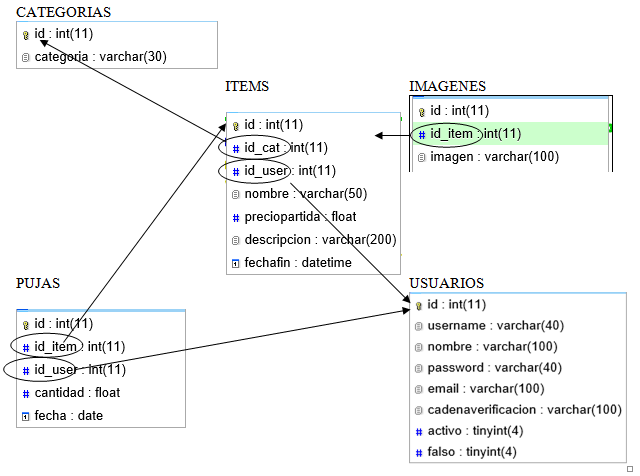 CATEGORIAS
id : int(11)
categoria : varchar(30)
ITEMS
id : int(11)
id_cat : int(11)
id_user : int(11)
nombre : varchar(50)
preciopartida : float
descripcion : varchar(200)
fechafin : datetime
IMAGENES
id : int(11)
id_item : int(11)
imagen : varchar(100)
PUJAS
id : int(11)
id_item : int(11)
id_user : int(11)
cantidad : float
fecha : date
USUARIOS
id : int(11)
username : varchar(40)
nombre : varchar(100)
password : varchar(40)
email : varchar(100)
cadenaverificacion : varchar(100)
activo : tinyint(4)
falso : tinyint(4)